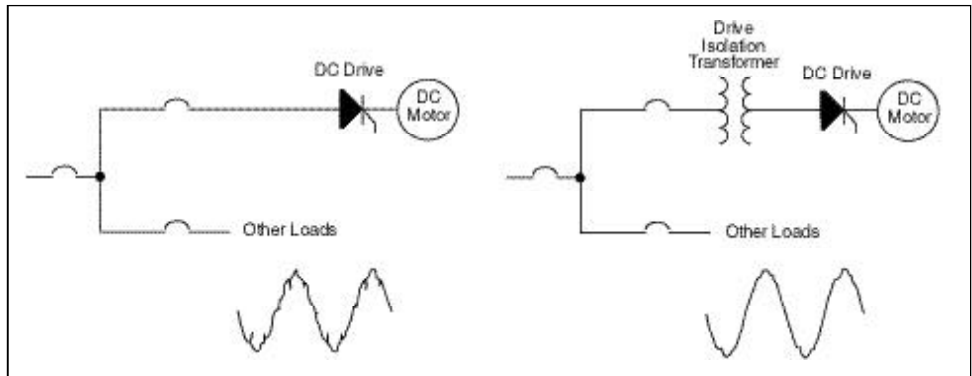 DC Drive
DC
Motor
Other Loads
Drive
Isolation
Transformer
DC Drive
DC
Motor
Other Loads